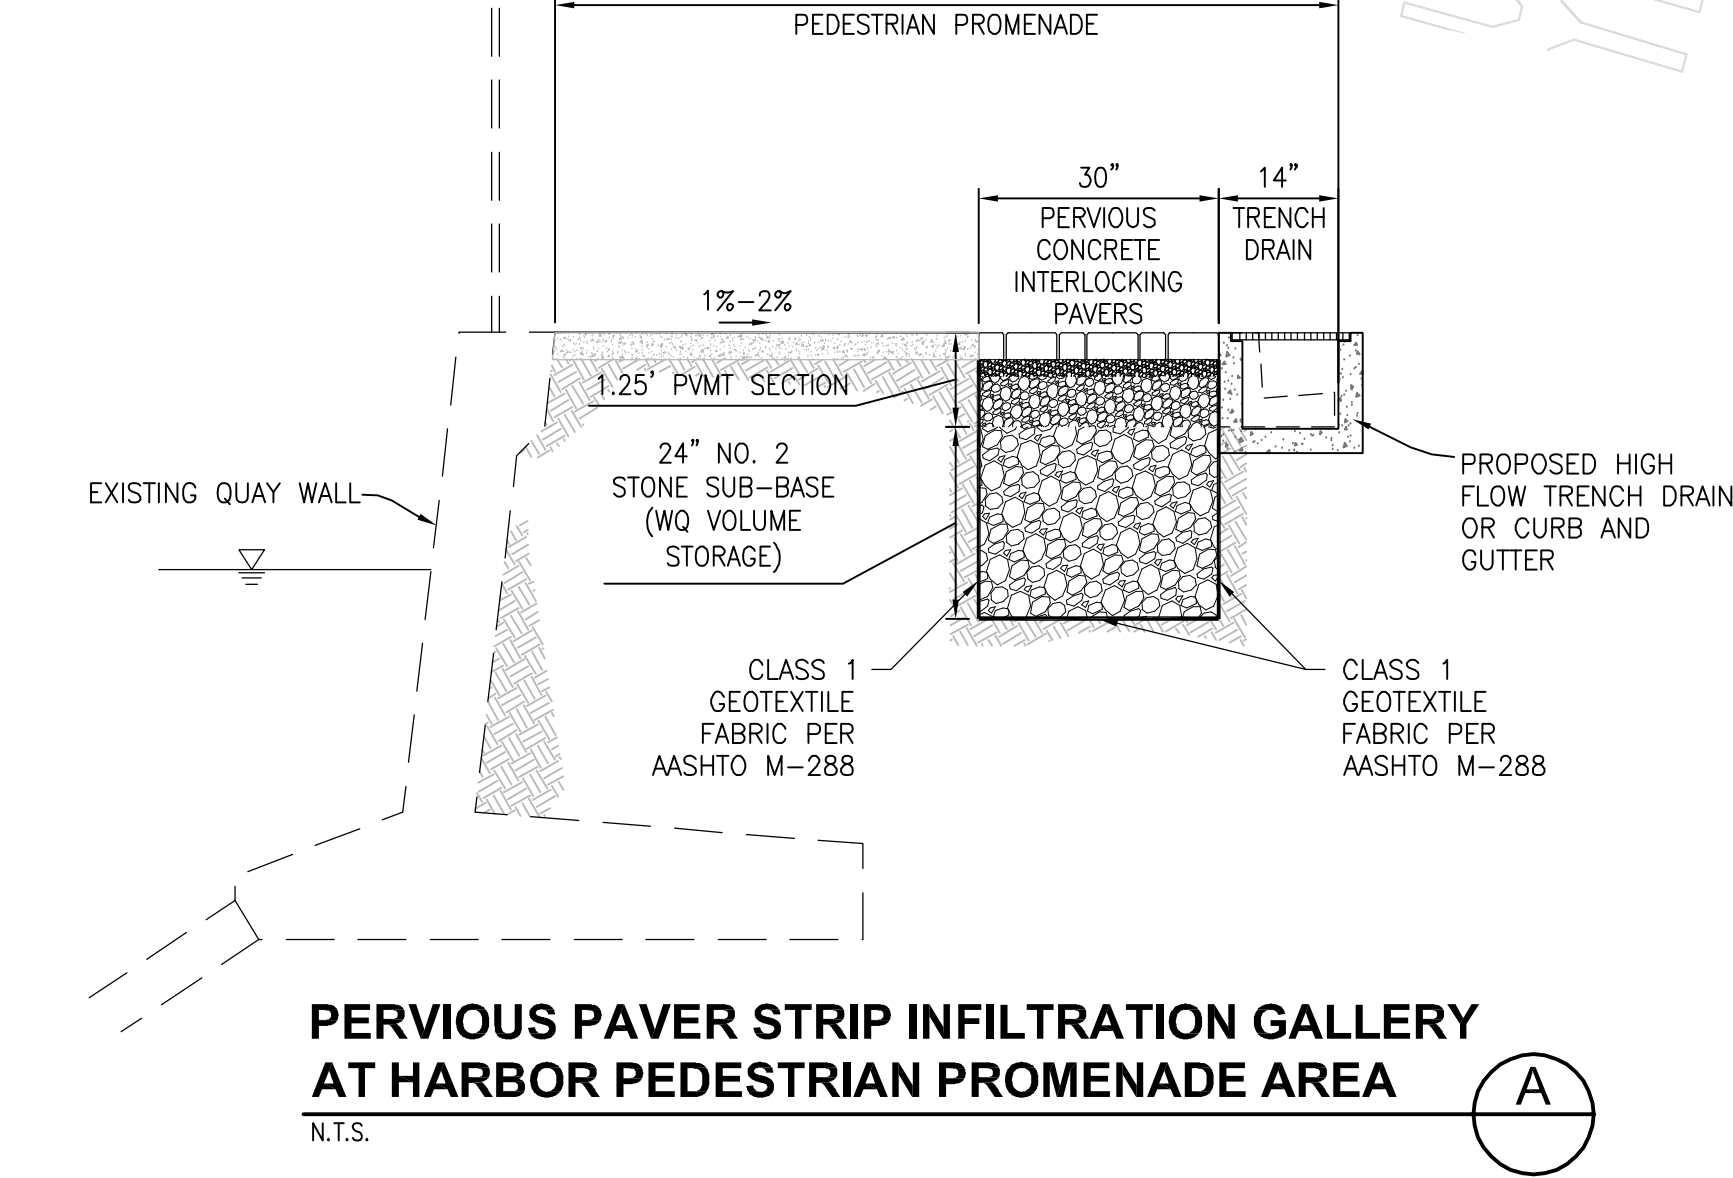 PEDESTRIAN PROMENADE
30”
14”
PERVIOUS
CONCRETE
INTERLOCKING
PAVERS
TRENCH
DRAIN
1%-2%
1.25' PVMT SECTION
24" NO. 2
STONE SUB-BASE
(WQ VOLUME
STORAGE)
EXISTING QUAY WALL
PROPOSED HIGH
FLOW TRENCH DRAIN
OR CURB AND
GUTTER
CLASS 1
GEOTEXTILE
FABRIC PER
AASHTO M-288
CLASS 1
GEOTEXTILE
FABRIC PER
AASHTO M-288
PERVIOUS PAVER STRIP INFILTRATION GALLERY
AT HARBOR PEDESTRIAN PROMENADE AREA
A
N.T.S.